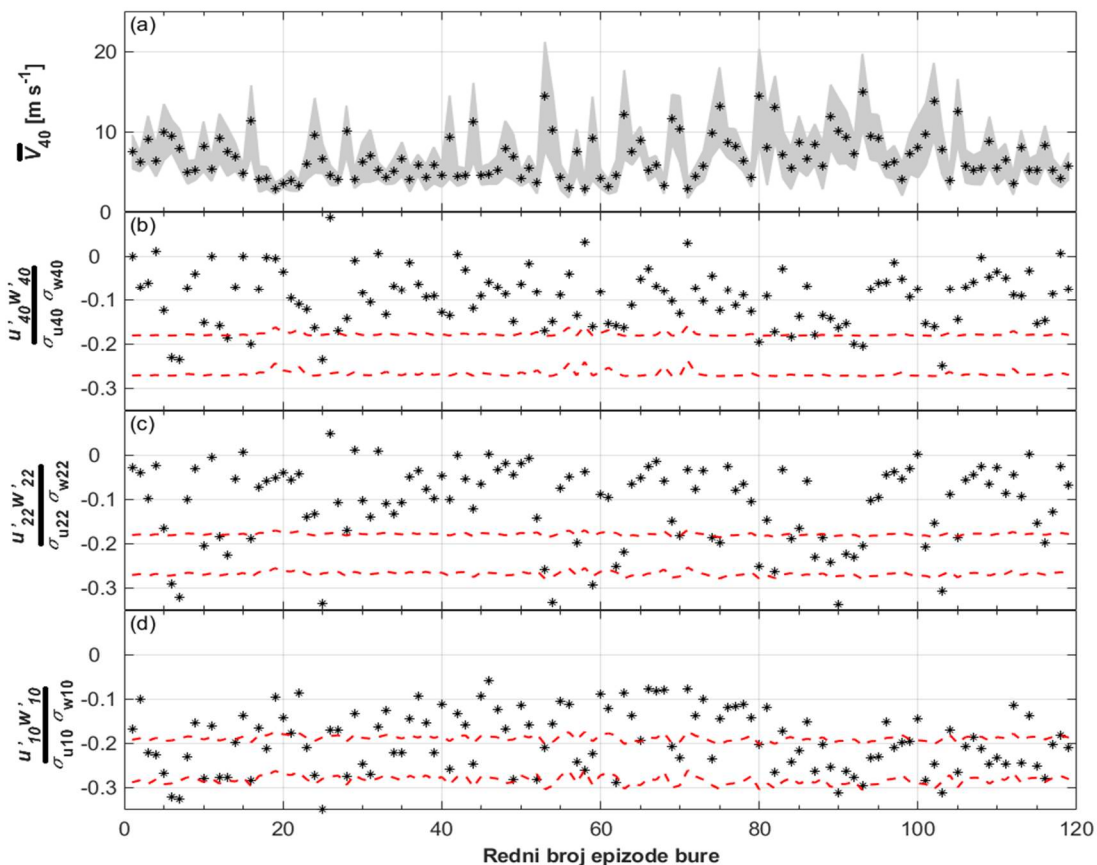 (a)
V̅40 [m s-1]
20
10
0
(b)
u'40w'40
σu40 σw40
0
-0.1
-0.2
-0.3
(c)
u'22w'22
σu22 σw22
0
-0.1
-0.2
-0.3
(d)
u'10w'10
σu10 σw10
0
-0.1
-0.2
-0.3
0 20 40 60 80 100 120
Redni broj epizode bure